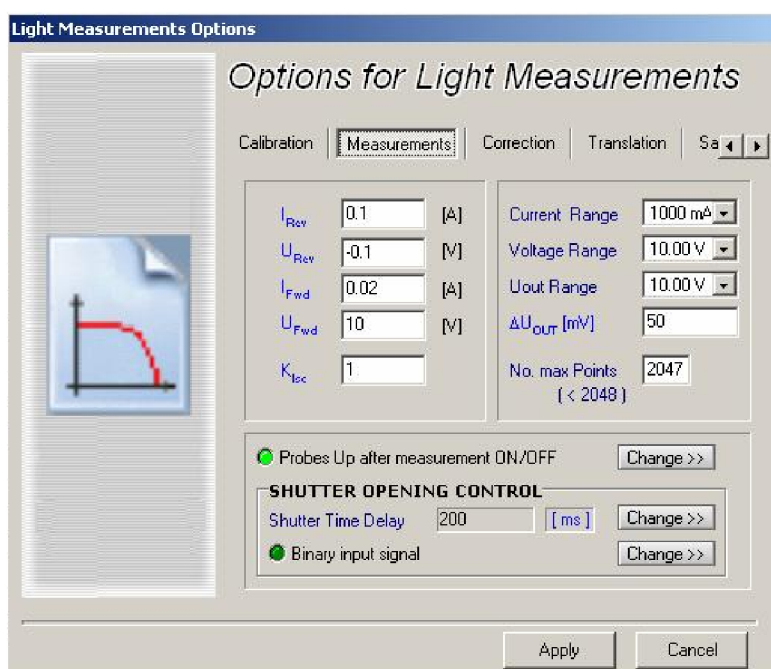 Light Measurements Options
Options for Light Measurements
Calibration Measurements Correction Translation Sa
I Rev 0.1 [A]
U Rev -0.1 [V]
I Fwd 0.02 [A]
U Fwd 10 [V]
K Isc 1
Current Range 1000 mA
Voltage Range 10.00 V
Uout Range 10.00 V
ΔU OUT [mV] 50
No. max Points 2047
( < 2048 )
Probes Up after measurement ON/OFF Change >>
SHUTTER OPENING CONTROL
Shutter Time Delay 200 [ ms ] Change >>
Binary input signal Change >>
Apply Cancel